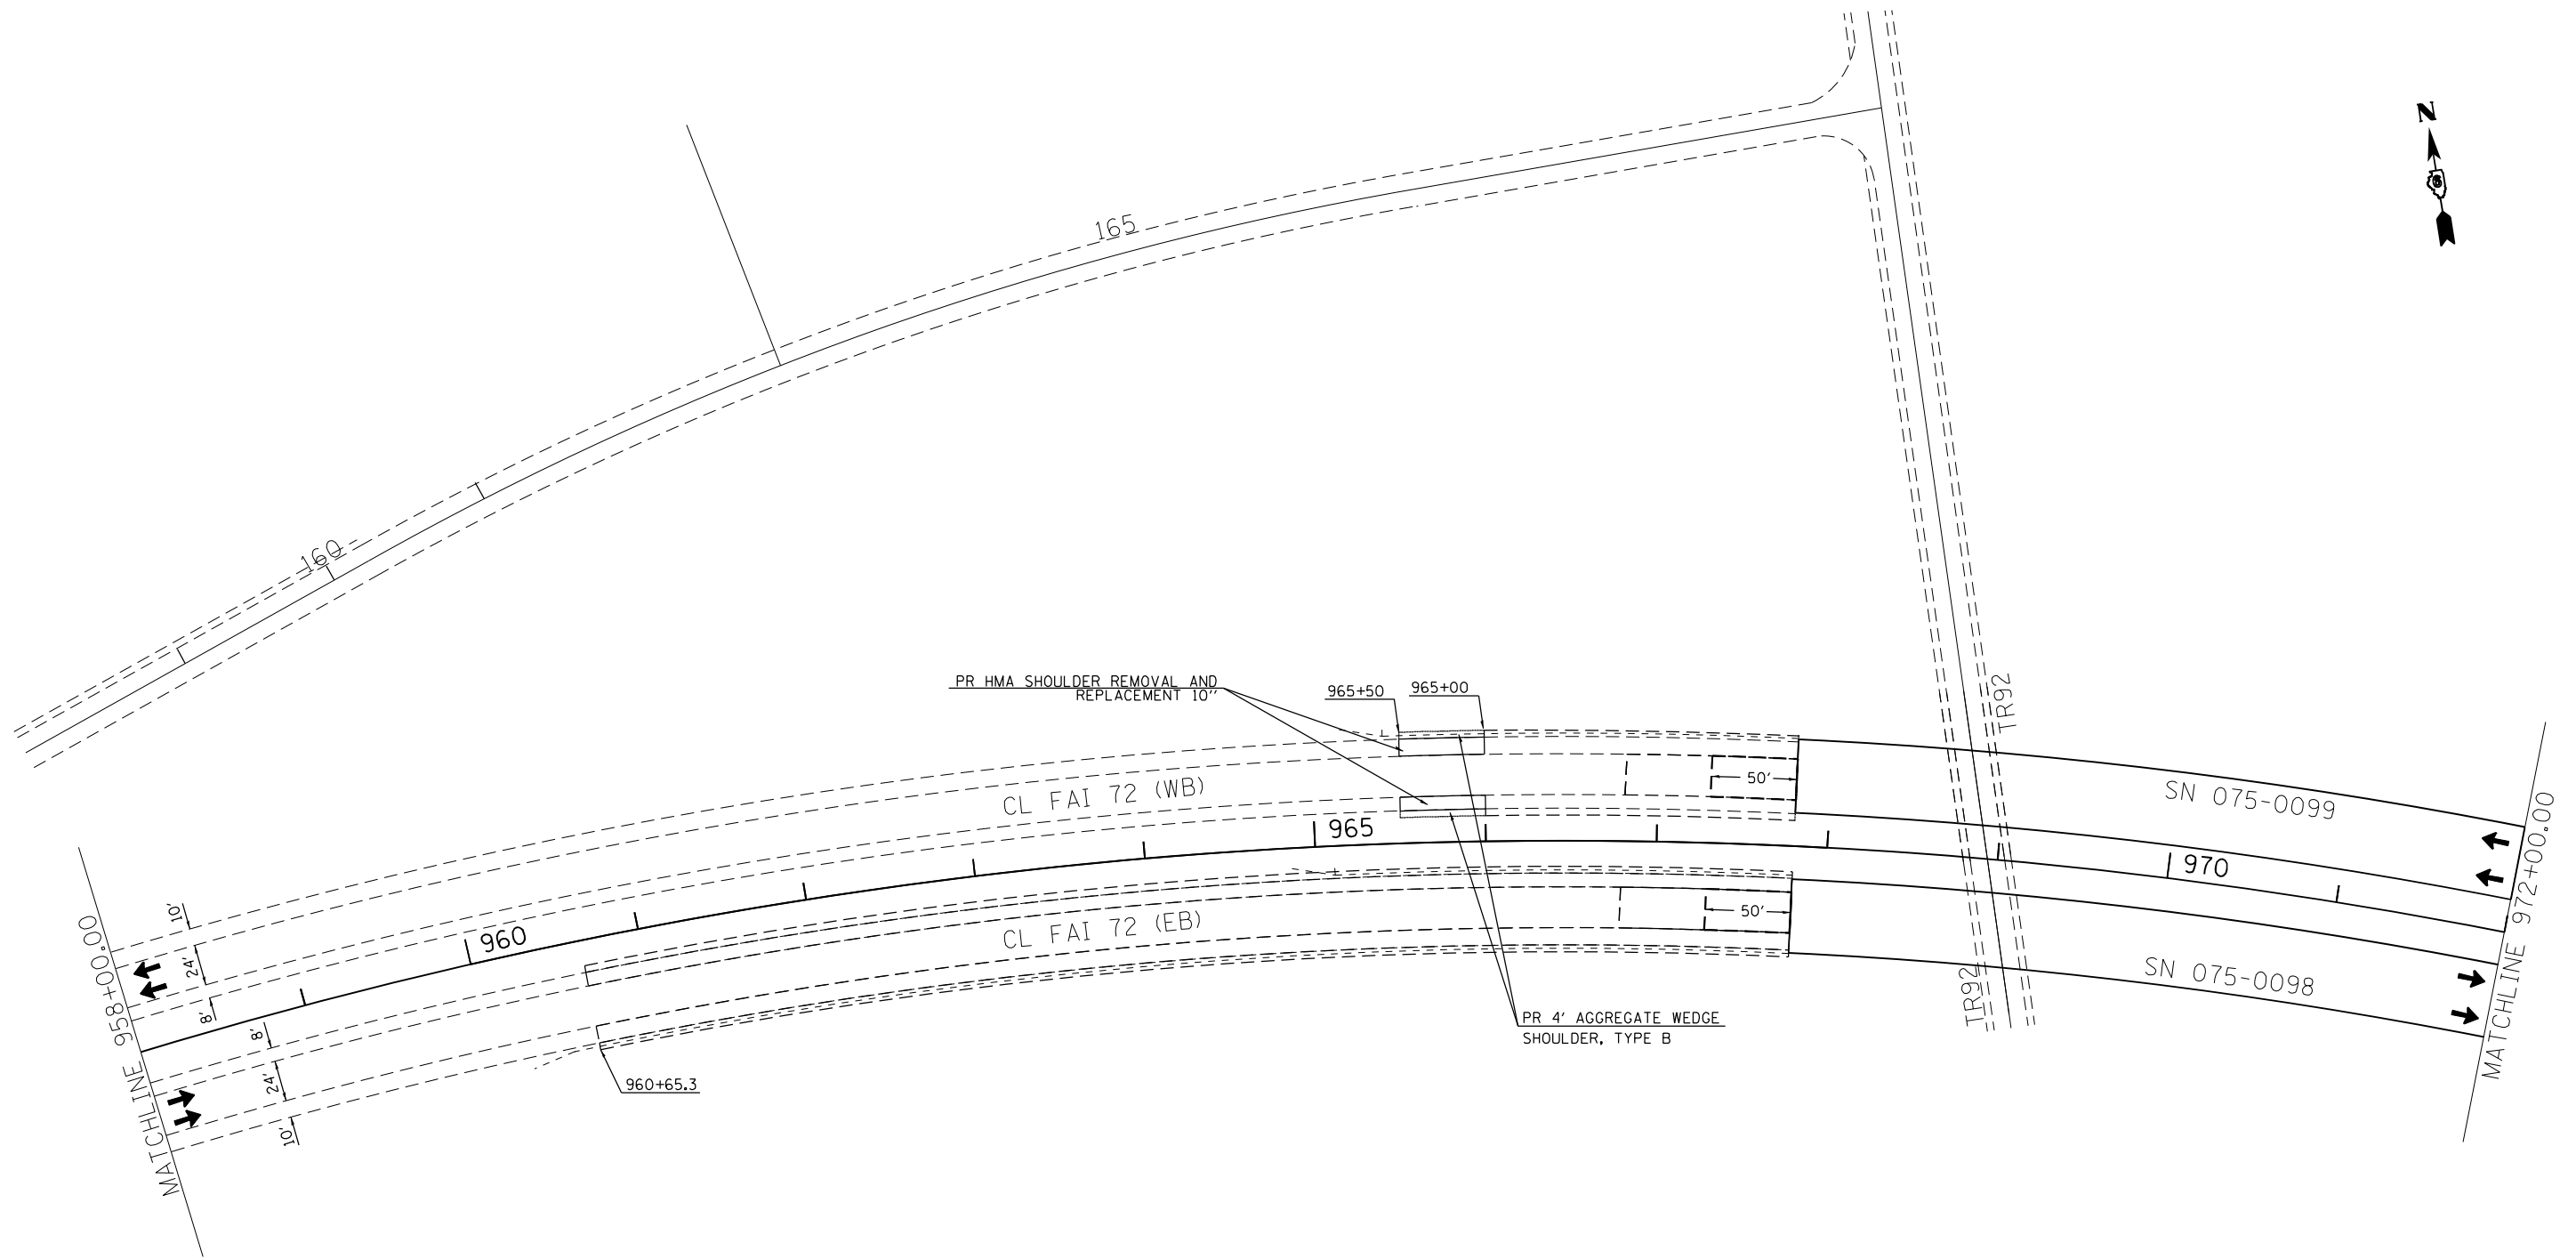 N
6
165
160
PR HMA SHOULDER REMOVAL AND
REPLACEMENT 10''
965+50
965+00
TR92
CL FAI 72 (WB)
50'
SN 075-0099
965
970
MATCHLINE 972+00.00
960
CL FAI 72 (EB)
50'
SN 075-0098
TR92
10'
24'
8'
8'
24'
10'
MATCHLINE 958+00.00
PR 4' AGGREGATE WEDGE
SHOULDER, TYPE B
960+65.3